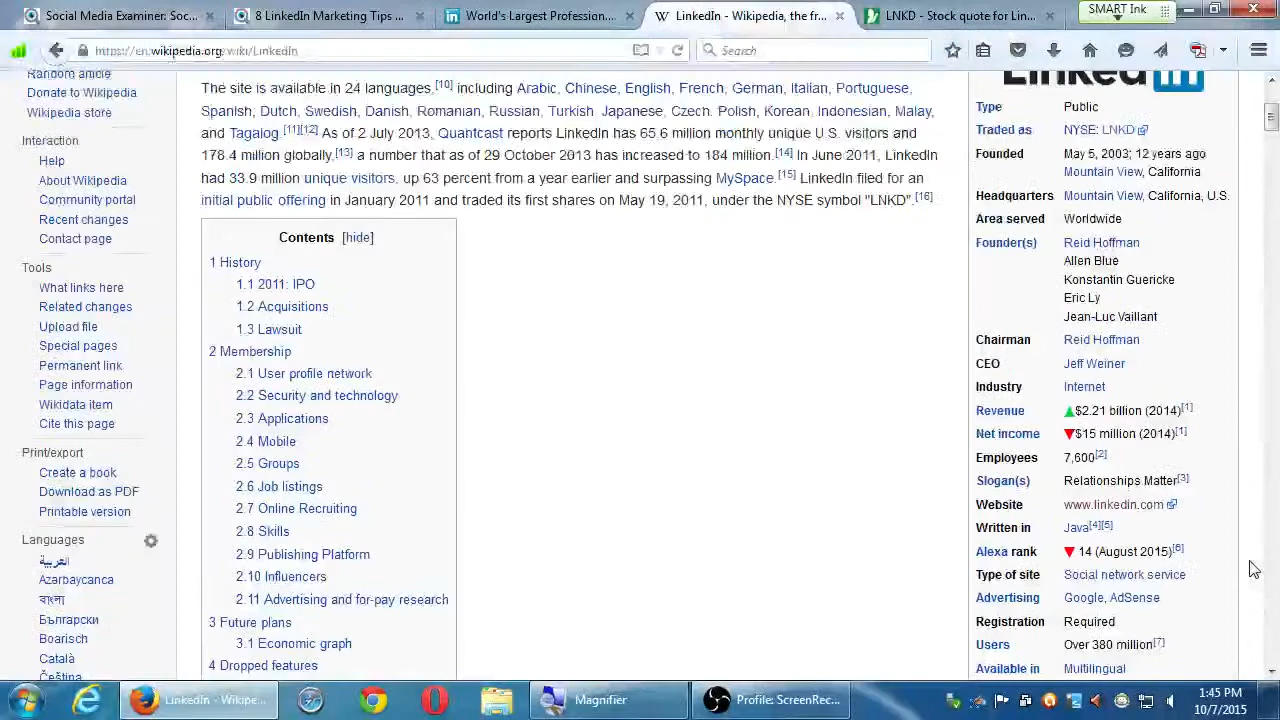 Social Media Examiner: Soc...
8 LinkedIn Marketing Tips ...
World's Largest Profession...
LinkedIn - Wikipedia, the fr...
LNKD - Stock quote for Lin...
SMART Ink
https://en.wikipedia.org/wiki/LinkedIn
Search
Random article
Donate to Wikipedia
Wikipedia store
Interaction
Help
About Wikipedia
Community portal
Recent changes
Contact page
Tools
What links here
Related changes
Upload file
Special pages
Permanent link
Page information
Wikidata item
Cite this page
Print/export
Create a book
Download as PDF
Printable version
Languages
العربية
Azərbaycanca
বাংলা
Български
Boarisch
Català
Čeština
The site is available in 24 languages,[10] including Arabic, Chinese, English, French, German, Italian, Portuguese,
Spanish, Dutch, Swedish, Danish, Romanian, Russian, Turkish, Japanese, Czech, Polish, Korean, Indonesian, Malay,
and Tagalog.[11][12] As of 2 July 2013, Quantcast reports LinkedIn has 65.6 million monthly unique U.S. visitors and
178.4 million globally,[13] a number that as of 29 October 2013 has increased to 184 million.[14] In June 2011, LinkedIn
had 33.9 million unique visitors, up 63 percent from a year earlier and surpassing MySpace.[15] LinkedIn filed for an
initial public offering in January 2011 and traded its first shares on May 19, 2011, under the NYSE symbol "LNKD".[16]
Contents [hide]
1 History
1.1 2011: IPO
1.2 Acquisitions
1.3 Lawsuit
2 Membership
2.1 User profile network
2.2 Security and technology
2.3 Applications
2.4 Mobile
2.5 Groups
2.6 Job listings
2.7 Online Recruiting
2.8 Skills
2.9 Publishing Platform
2.10 Influencers
2.11 Advertising and for-pay research
3 Future plans
3.1 Economic graph
4 Dropped features
Linked in
Type Public
Traded as NYSE: LNKD
Founded May 5, 2003; 12 years ago
Mountain View, California
Headquarters Mountain View, California, U.S.
Area served Worldwide
Founder(s) Reid Hoffman
Allen Blue
Konstantin Guericke
Eric Ly
Jean-Luc Vaillant
Chairman Reid Hoffman
CEO Jeff Weiner
Industry Internet
Revenue ▲$2.21 billion (2014)[1]
Net income ▼$15 million (2014)[1]
Employees 7,600[2]
Slogan(s) Relationships Matter[3]
Website www.linkedin.com
Written in Java[4][5]
Alexa rank ▼ 14 (August 2015)[6]
Type of site Social network service
Advertising Google, AdSense
Registration Required
Users Over 380 million[7]
Available in Multilingual
LinkedIn - Wikipe...
Magnifier
Profile: ScreenRec...
1:45 PM
10/7/2015